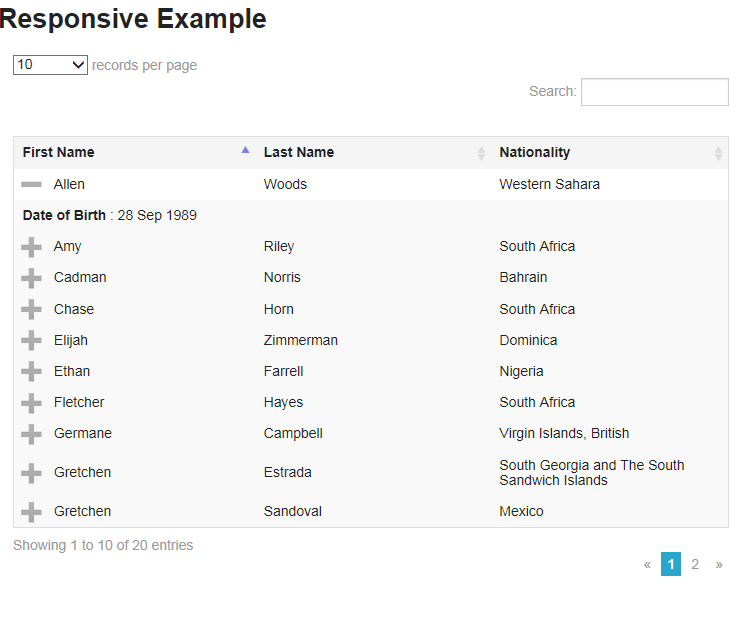 Responsive Example
10 records per page
Search:
First Name Last Name Nationality
Allen Woods Western Sahara
Date of Birth : 28 Sep 1989
Amy Riley South Africa
Cadman Norris Bahrain
Chase Horn South Africa
Elijah Zimmerman Dominica
Ethan Farrell Nigeria
Fletcher Hayes South Africa
Germane Campbell Virgin Islands, British
Gretchen Estrada South Georgia and The South
Sandwich Islands
Gretchen Sandoval Mexico
Showing 1 to 10 of 20 entries
« 1 2 »